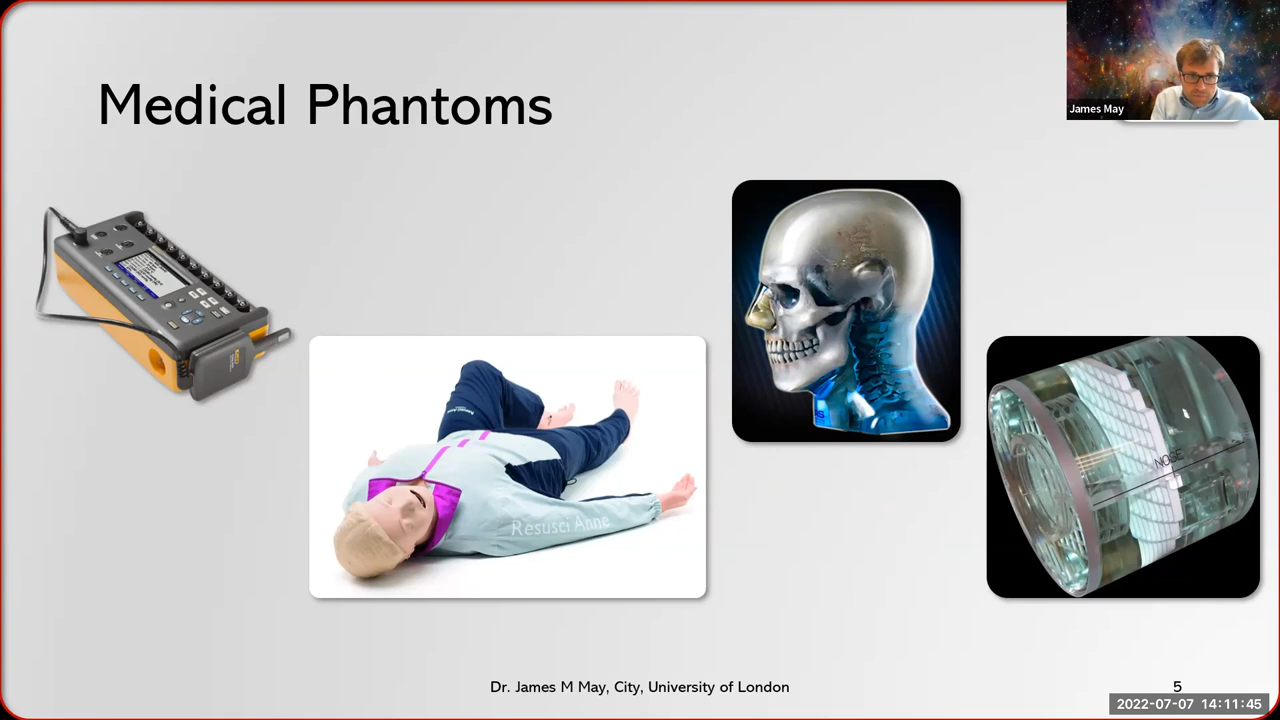 Medical Phantoms
James May
Resusci Anne
NOSE
Dr. James M May, City, University of London
5
2022-07-07 14:11:45